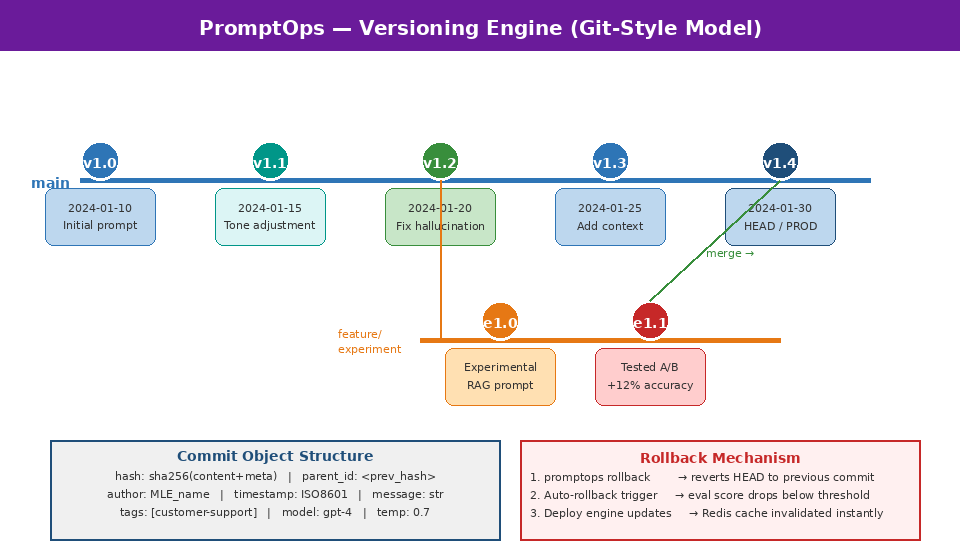 PromptOps — Versioning Engine (Git-Style Model)
v1.0 v1.1 v1.2 v1.3 v1.4
main
2024-01-10
Initial prompt
2024-01-15
Tone adjustment
2024-01-20
Fix hallucination
2024-01-25
Add context
2024-01-30
HEAD / PROD
merge →
feature/
experiment
e1.0 e1.1
Experimental
RAG prompt
Tested A/B
+12% accuracy
Commit Object Structure
hash: sha256(content+meta) | parent_id: <prev_hash>
author: MLE_name | timestamp: ISO8601 | message: str
tags: [customer-support] | model: gpt-4 | temp: 0.7
Rollback Mechanism
1. promptops rollback → reverts HEAD to previous commit
2. Auto-rollback trigger → eval score drops below threshold
3. Deploy engine updates → Redis cache invalidated instantly